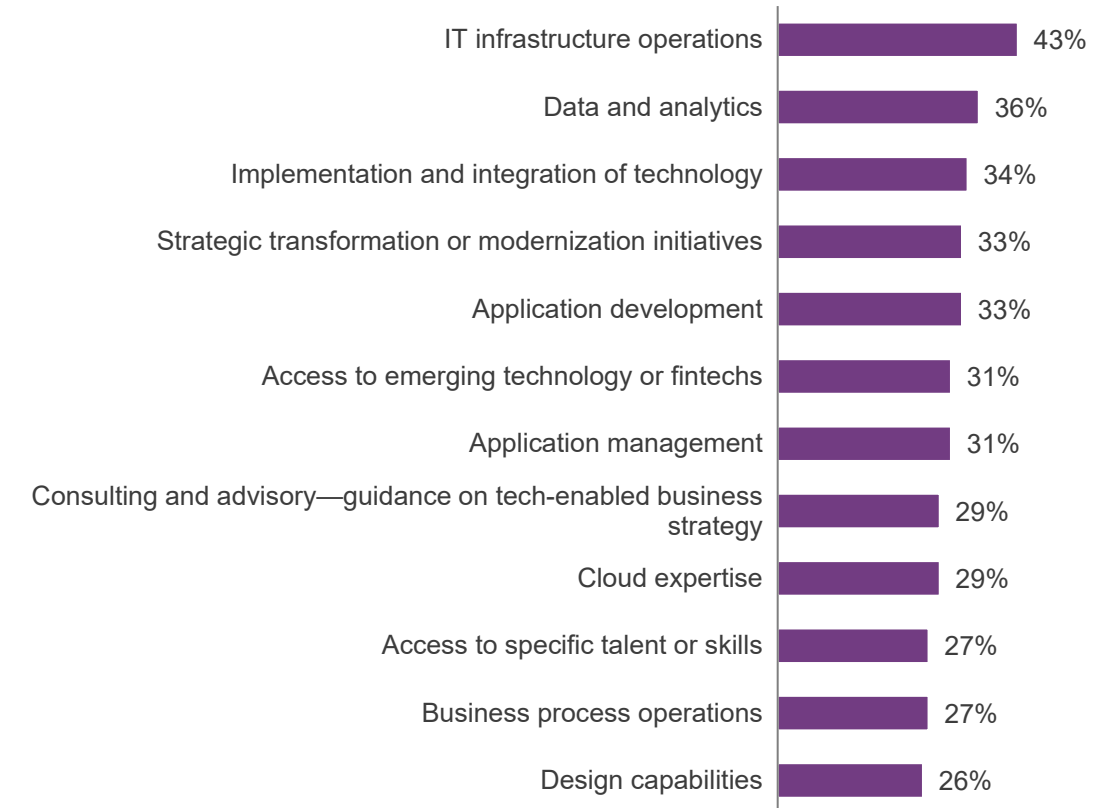 IT infrastructure operations 43%
Data and analytics 36%
Implementation and integration of technology 34%
Strategic transformation or modernization initiatives 33%
Application development 33%
Access to emerging technology or fintechs 31%
Application management 31%
Consulting and advisory—guidance on tech-enabled business
strategy 29%
Cloud expertise 29%
Access to specific talent or skills 27%
Business process operations 27%
Design capabilities 26%